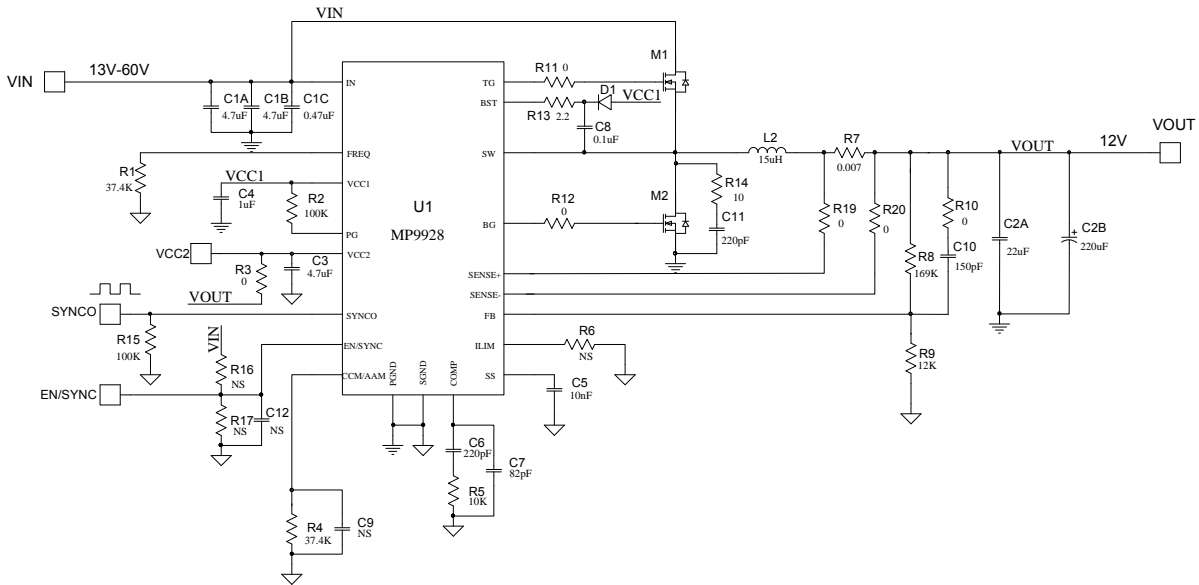 VIN
M1
VIN
13V-60V
C1A
4.7uF
C1B
4.7uF
C1C
0.47uF
IN
TG
R11 0
BST
R13 2.2
D1
VCC1
C8
0.1uF
R1
37.4K
FREQ
SW
L2
15uH
R7
0.007
VOUT
12V
VOUT
VCC1
C4
1uF
R2
100K
VCC1
PG
U1
MP9928
BG
R12
0
M2
R14
10
C11
220pF
R19
0
R20
0
R8
169K
R10
0
C10
150pF
C2A
22uF
C2B
220uF
+
VCC2
R3
0
VOUT
C3
4.7uF
VCC2
SENSE+
SENSE-
FB
SYNCO
R15
100K
SYNCO
VIN
R16
NS
EN/SYNC
ILIM
R6
NS
R9
12K
EN/SYNC
R17
NS
C12
NS
CCM/AAM
PGND
SGND
COMP
SS
C5
10nF
C6
220pF
R5
10K
C7
82pF
R4
37.4K
C9
NS